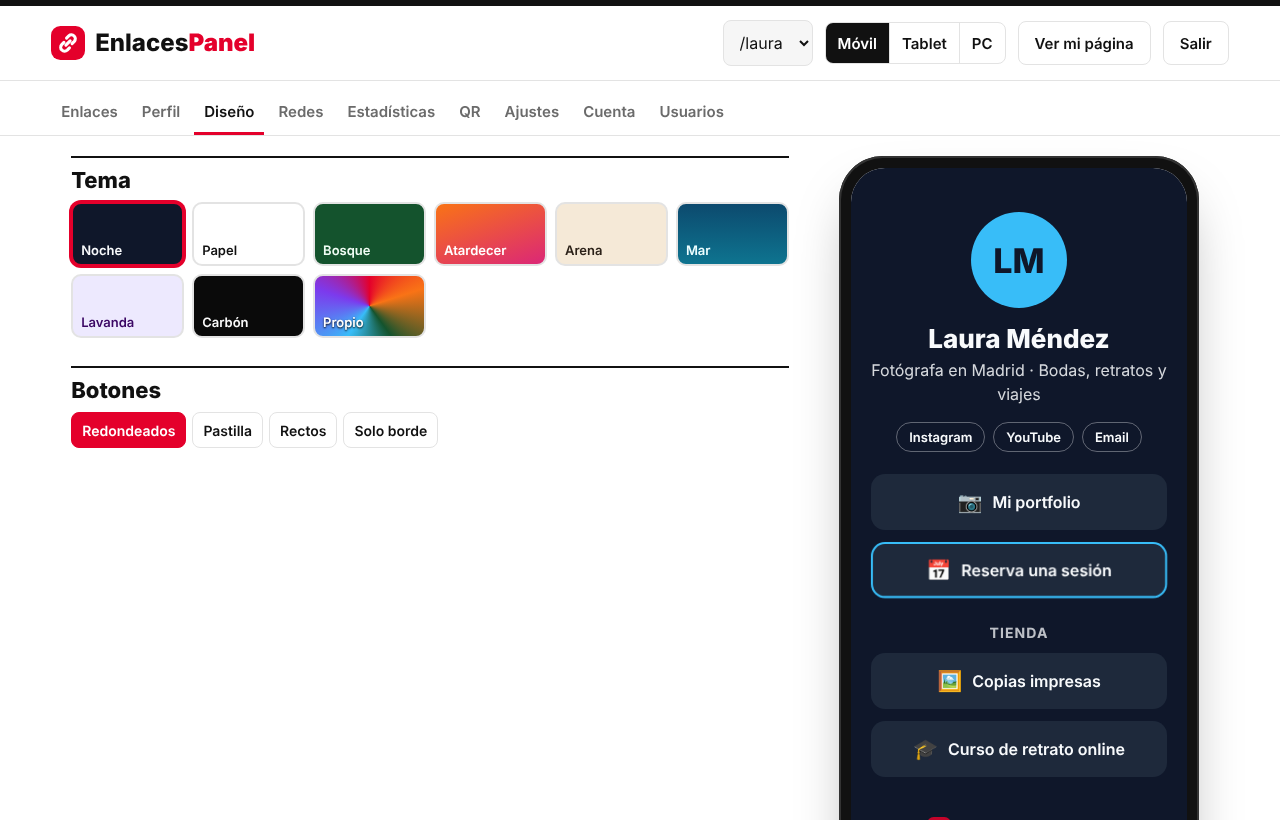 EnlacesPanel
/laura
Móvil
Tablet
PC
Ver mi página
Salir
Enlaces
Perfil
Diseño
Redes
Estadísticas
QR
Ajustes
Cuenta
Usuarios
Tema
Noche
Papel
Bosque
Atardecer
Arena
Mar
Lavanda
Carbón
Propio
Botones
Redondeados
Pastilla
Rectos
Solo borde
LM
Laura Méndez
Fotógrafa en Madrid · Bodas, retratos y
viajes
Instagram
YouTube
Email
Mi portfolio
Reserva una sesión
TIENDA
Copias impresas
Curso de retrato online